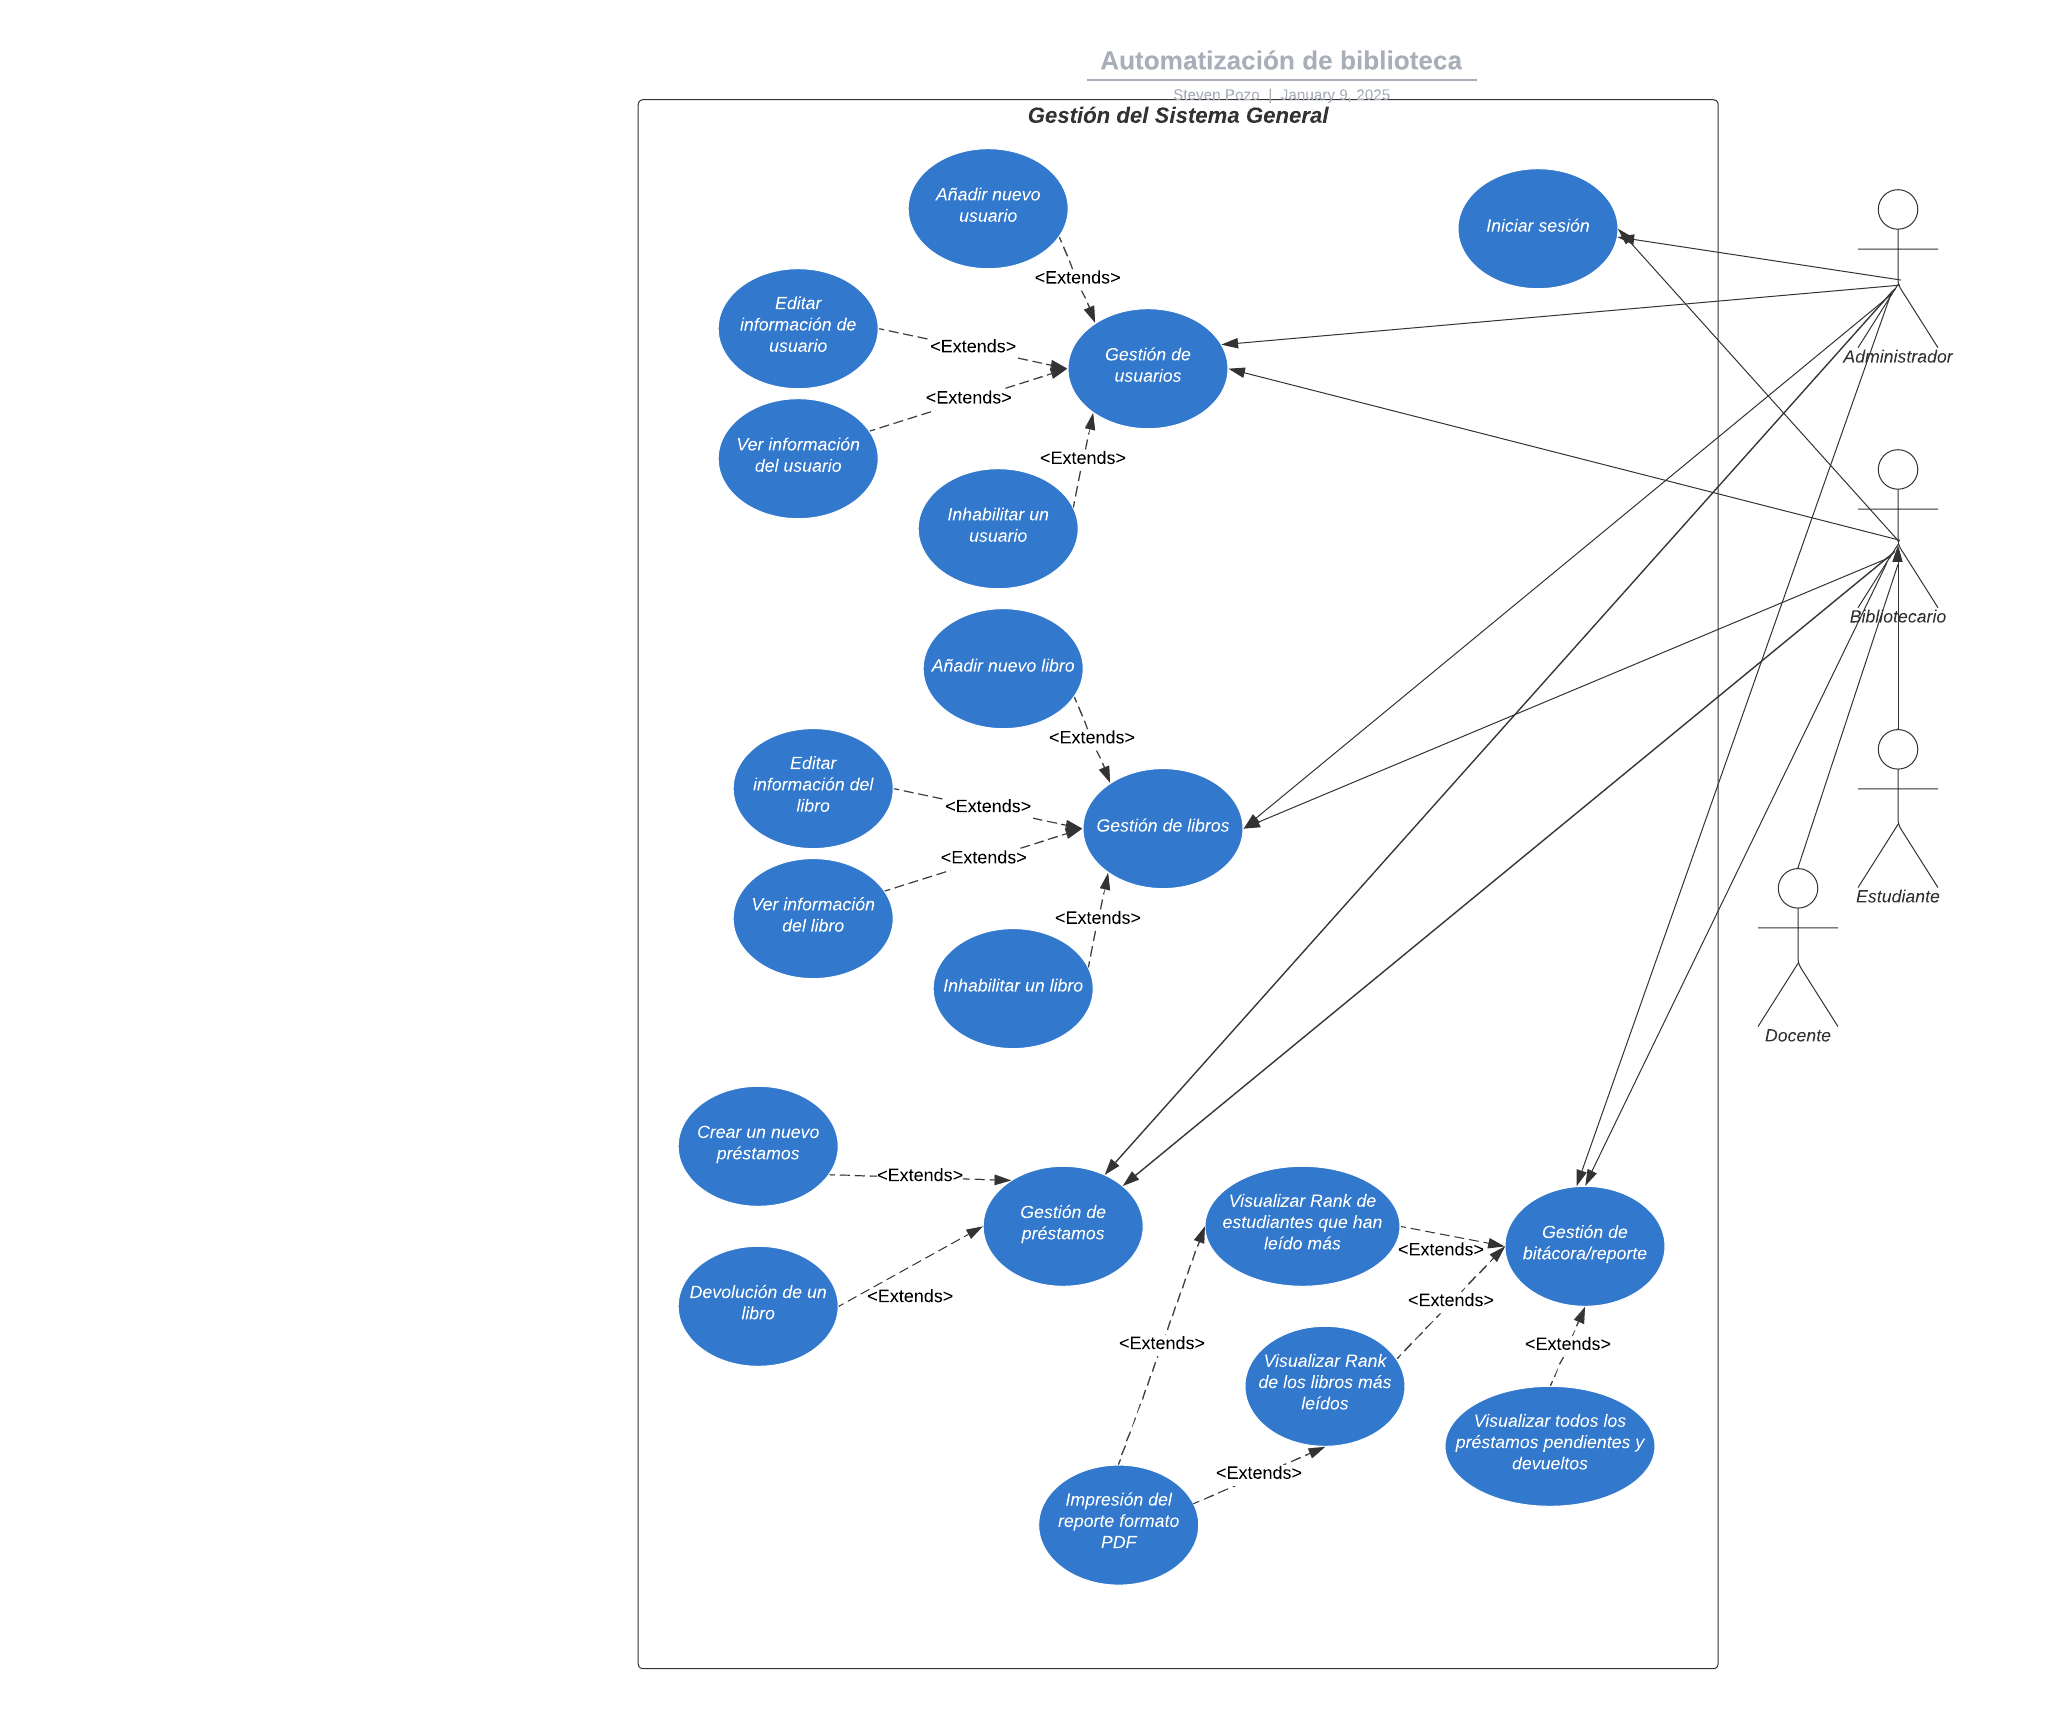 Automatización de biblioteca
Steven Pozo | January 9, 2025
Gestión del Sistema General
Añadir nuevo
usuario
Iniciar sesión
<Extends>
Editar
información de
usuario
<Extends>
Gestión de
usuarios
Administrador
<Extends>
Ver información
del usuario
<Extends>
Inhabilitar un
usuario
Bibliotecario
Añadir nuevo libro
<Extends>
Editar
información del
libro
<Extends>
Gestión de libros
<Extends>
Ver información
del libro
<Extends>
Estudiante
Inhabilitar un libro
Docente
Crear un nuevo
préstamos
<Extends>
Gestión de
préstamos
Visualizar Rank de
estudiantes que han
leído más
<Extends>
Gestión de
bitácora/reporte
Devolución de un
libro
<Extends>
<Extends>
<Extends>
<Extends>
Visualizar Rank
de los libros más
leídos
Visualizar todos los
préstamos pendientes y
devueltos
<Extends>
Impresión del
reporte formato
PDF